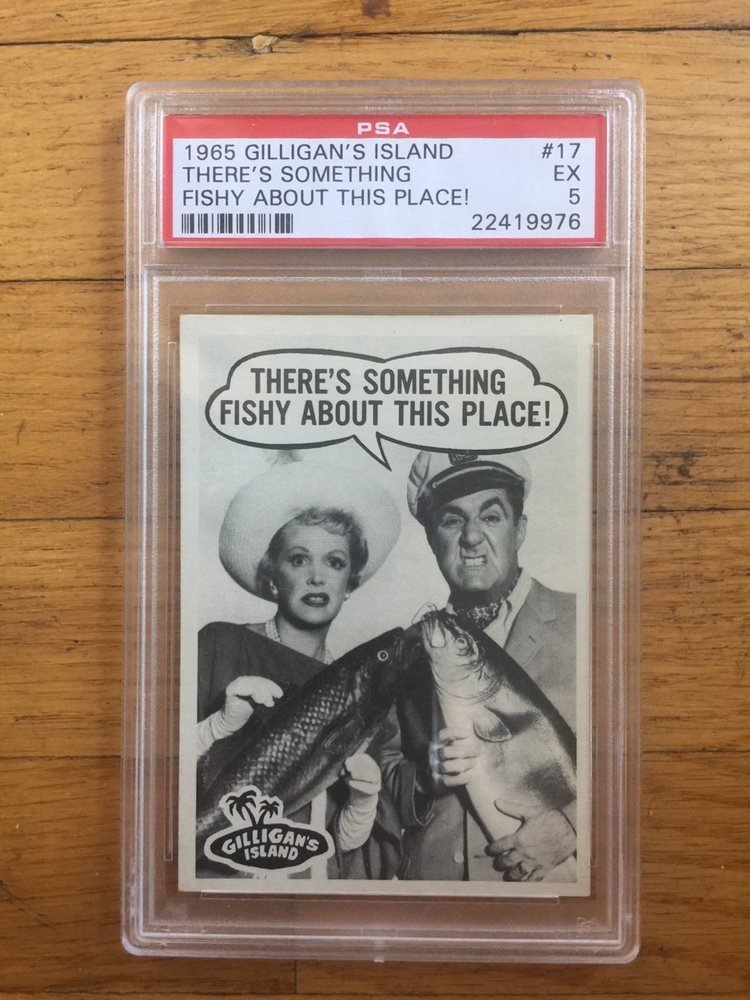 PSA
1965 GILLIGAN'S ISLAND #17
THERE'S SOMETHING EX
FISHY ABOUT THIS PLACE! 5
22419976
THERE'S SOMETHING
FISHY ABOUT THIS PLACE!
GILLIGAN'S
ISLAND